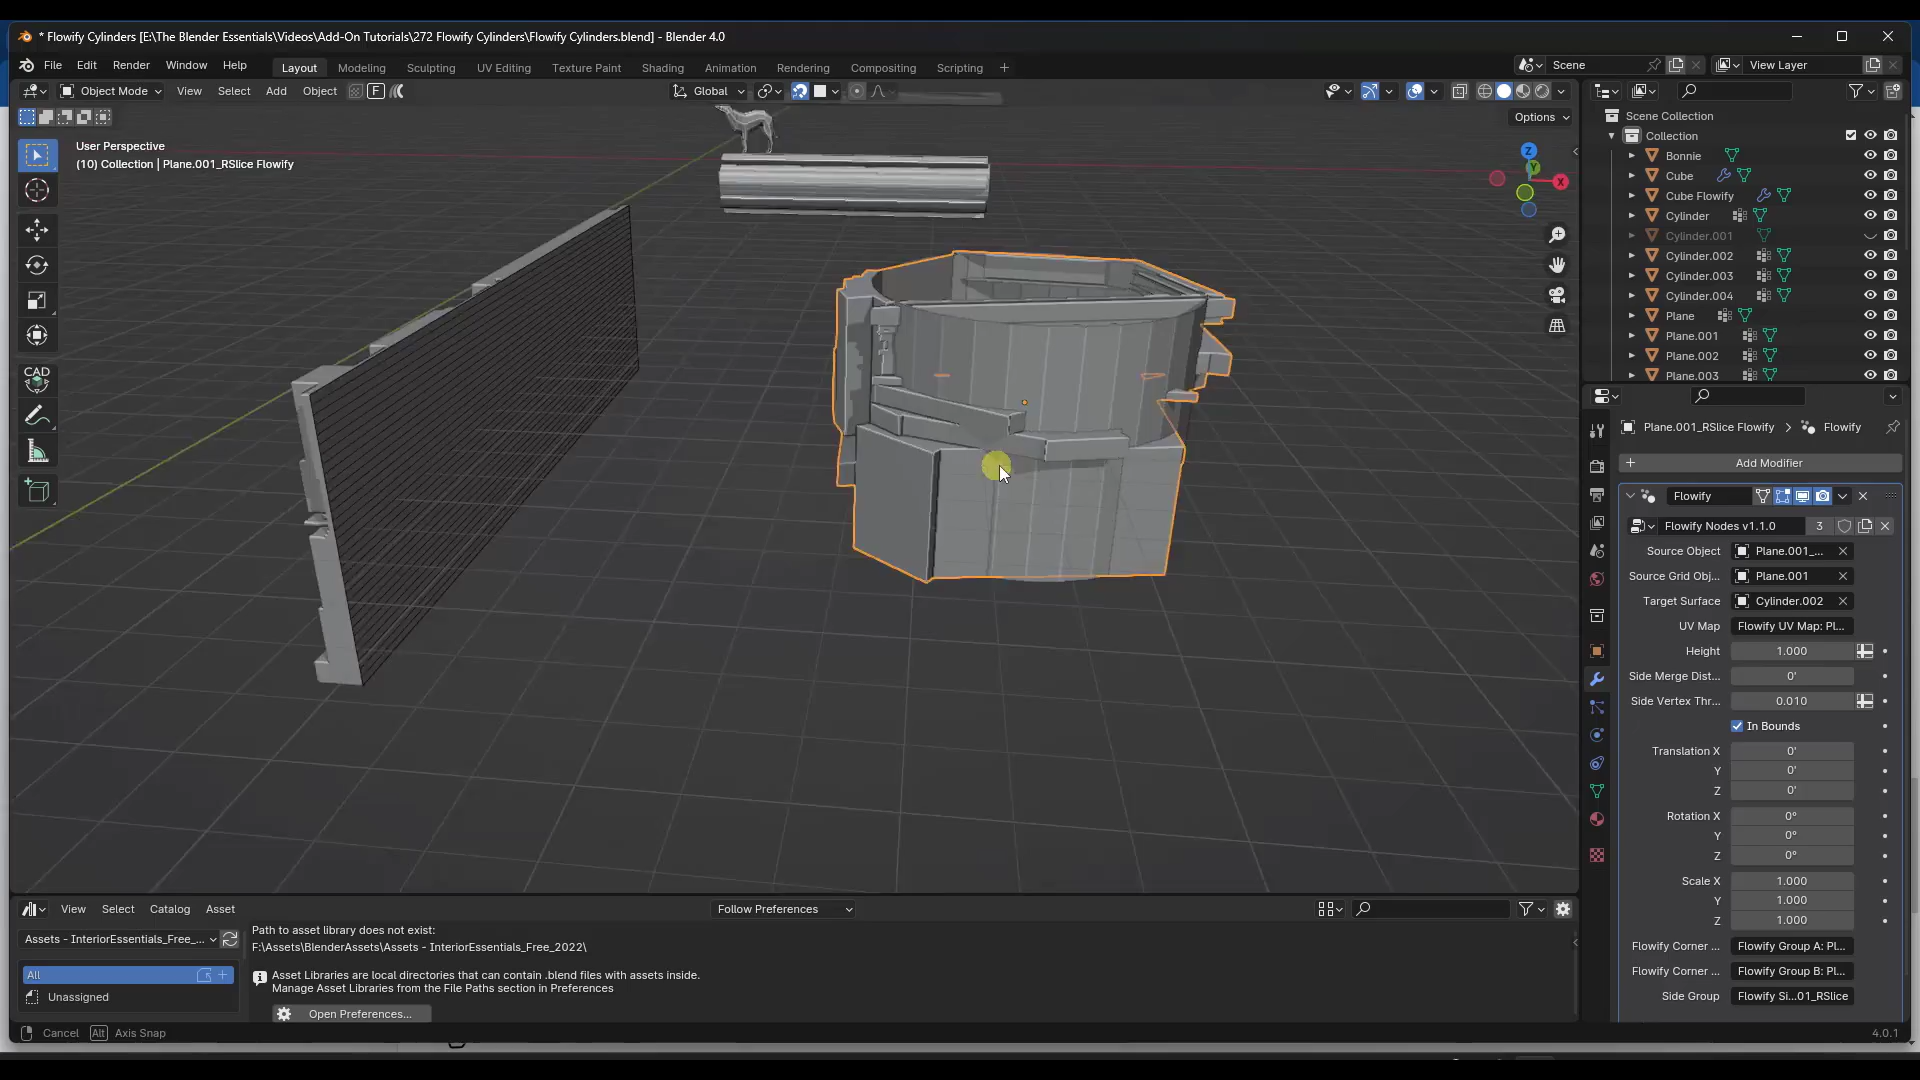 * Flowify Cylinders [E:\The Blender Essentials\Videos\Add-On Tutorials\272 Flowify Cylinders\Flowify Cylinders.blend] - Blender 4.0
File Edit Render Window Help Layout Modeling Sculpting UV Editing Texture Paint Shading Animation Rendering Compositing Scripting + Scene View Layer
Object Mode View Select Add Object F Global
Options
User Perspective
(10) Collection | Plane.001_RSlice Flowify
Z
Y
X
CAD
Scene Collection
Collection
Bonnie
Cube
Cube Flowify
Cylinder
Cylinder.001
Cylinder.002
Cylinder.003
Cylinder.004
Plane
Plane.001
Plane.002
Plane.003
Plane.001_RSlice Flowify > Flowify
+ Add Modifier
Flowify
Flowify Nodes v1.1.0 3
Source Object Plane.001_...
Source Grid Obj... Plane.001
Target Surface Cylinder.002
UV Map Flowify UV Map: Pl...
Height 1.000
Side Merge Dist... 0'
Side Vertex Thr... 0.010
In Bounds
Translation X 0'
Y 0'
Z 0'
Rotation X 0°
Y 0°
Z 0°
Scale X 1.000
Y 1.000
Z 1.000
Flowify Corner ... Flowify Group A: Pl...
Flowify Corner ... Flowify Group B: Pl...
Side Group Flowify Si...01_RSlice
View Select Catalog Asset Follow Preferences
Assets - InteriorEssentials_Free_...
All
Unassigned
Path to asset library does not exist:
F:\Assets\BlenderAssets\Assets - InteriorEssentials_Free_2022\
Asset Libraries are local directories that can contain .blend files with assets inside.
Manage Asset Libraries from the File Paths section in Preferences
Open Preferences...
Cancel Alt Axis Snap 4.0.1